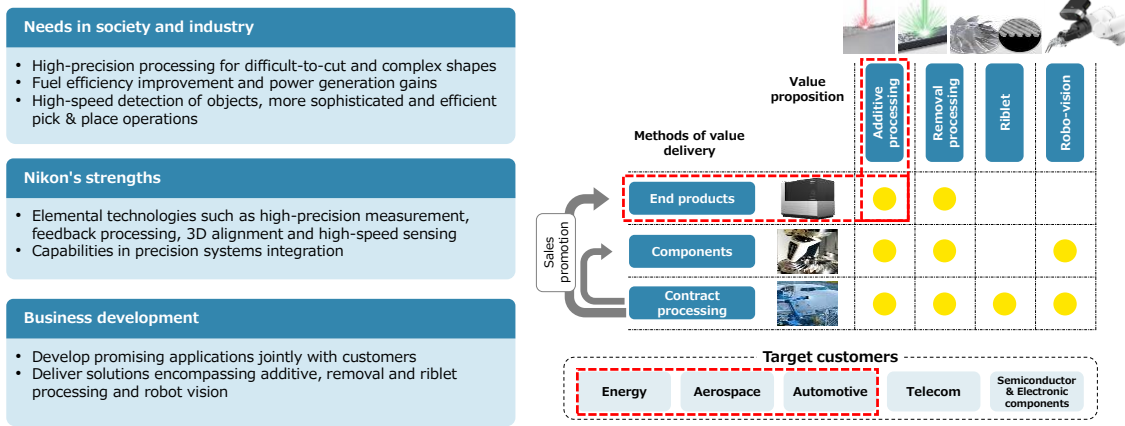 Needs in society and industry
• High-precision processing for difficult-to-cut and complex shapes
• Fuel efficiency improvement and power generation gains
• High-speed detection of objects, more sophisticated and efficient
pick & place operations
Nikon's strengths
• Elemental technologies such as high-precision measurement,
feedback processing, 3D alignment and high-speed sensing
• Capabilities in precision systems integration
Business development
• Develop promising applications jointly with customers
• Deliver solutions encompassing additive, removal and riblet
processing and robot vision
Value
proposition
Additive
processing
Removal
processing
Riblet
Robo-vision
Methods of value
delivery
End products
Components
Contract
processing
Sales
promotion
Target customers
Energy
Aerospace
Automotive
Telecom
Semiconductor
& Electronic
components